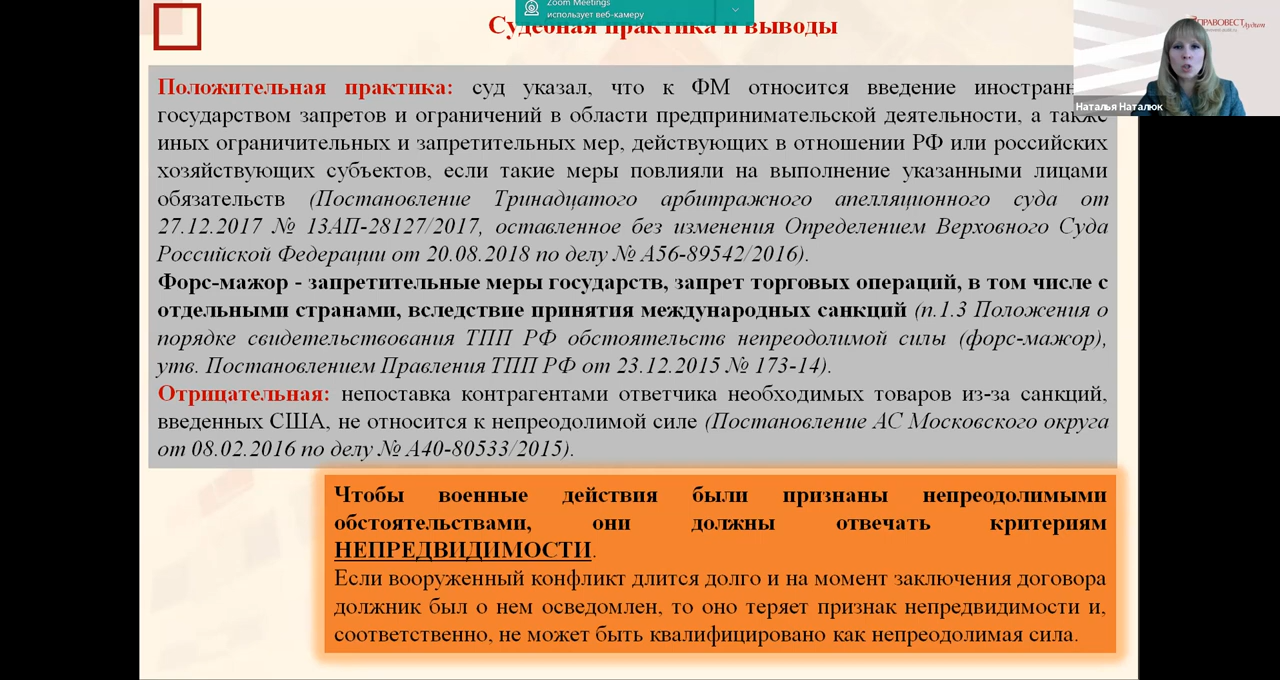 Zoom Meetings
использует веб-камеру
Судебная практика и выводы
ПРАВОВЕСТ Аудит
Наталья Наталюк
Положительная практика: суд указал, что к ФМ относится введение
государством запретов и ограничений в области предпринимательской деятельности, а также
иных ограничительных и запретительных мер, действующих в отношении РФ или российских
хозяйствующих субъектов, если такие меры повлияли на выполнение указанными лицами
обязательств (Постановление Тринадцатого арбитражного апелляционного суда от
27.12.2017 № 13АП-28127/2017, оставленное без изменения Определением Верховного Суда
Российской Федерации от 20.08.2018 по делу № А56-89542/2016).
Форс-мажор - запретительные меры государств, запрет торговых операций, в том числе с
отдельными странами, вследствие принятия международных санкций (п.1.3 Положения о
порядке свидетельствования ТПП РФ обстоятельств непреодолимой силы (форс-мажор),
утв. Постановлением Правления ТПП РФ от 23.12.2015 № 173-14).
Отрицательная: непоставка контрагентами ответчика необходимых товаров из-за санкций,
введенных США, не относится к непреодолимой силе (Постановление АС Московского округа
от 08.02.2016 по делу № А40-80533/2015).
Чтобы военные действия были признаны непреодолимыми
обстоятельствами, они должны отвечать критериям
НЕПРЕДВИДИМОСТИ.
Если вооруженный конфликт длится долго и на момент заключения договора
должник был о нем осведомлен, то оно теряет признак непредвидимости и,
соответственно, не может быть квалифицировано как непреодолимая сила.